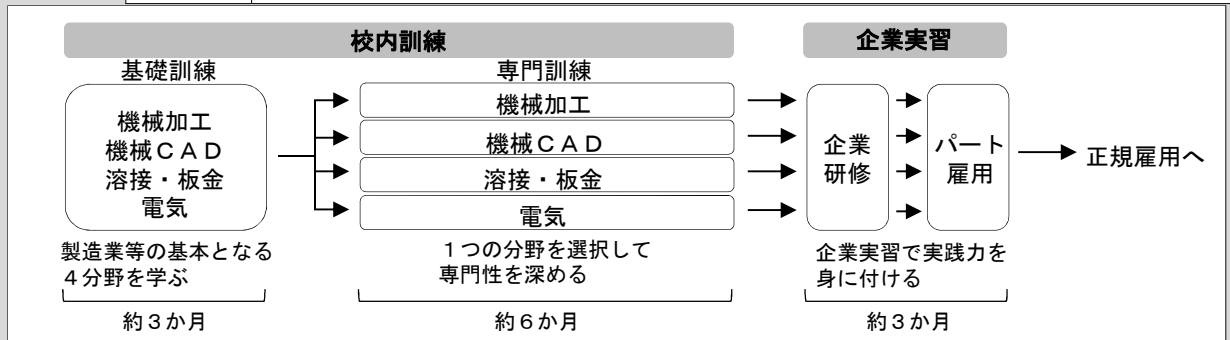 校内訓練
企業実習
基礎訓練
専門訓練
機械加工
機械CAD
溶接・板金
電気
機械加工
機械CAD
溶接・板金
電気
企業
研修
パート
雇用
正規雇用へ
製造業等の基本となる
4分野を学ぶ
1つの分野を選択して
専門性を深める
企業実習で実践力を
身に付ける
約3か月
約6か月
約3か月